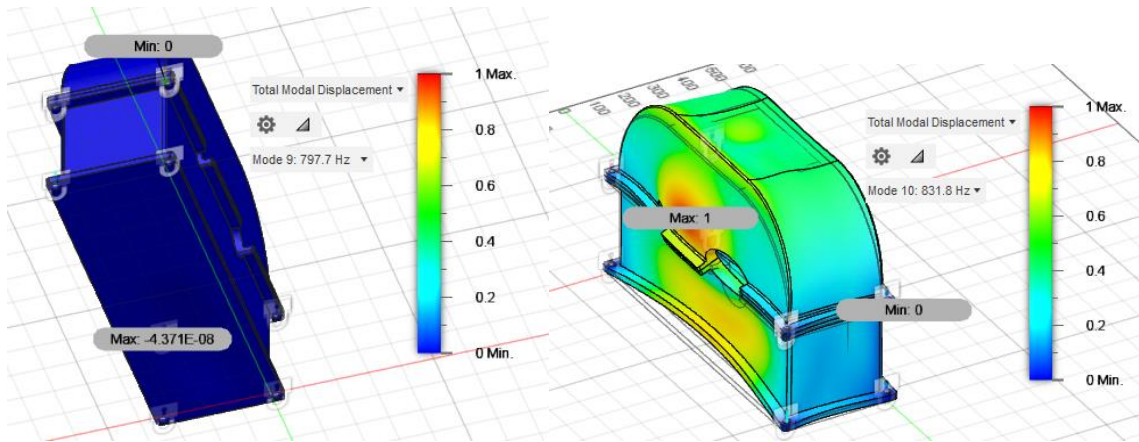 Min: 0
Total Modal Displacement
Mode 9: 797.7 Hz
1 Max.
0.8
0.6
0.4
0.2
0 Min.
Max: -4.371E-08
100
200
300
400
500
Total Modal Displacement
Mode 10: 831.8 Hz
Max: 1
Min: 0
1 Max.
0.8
0.6
0.4
0.2
0 Min.